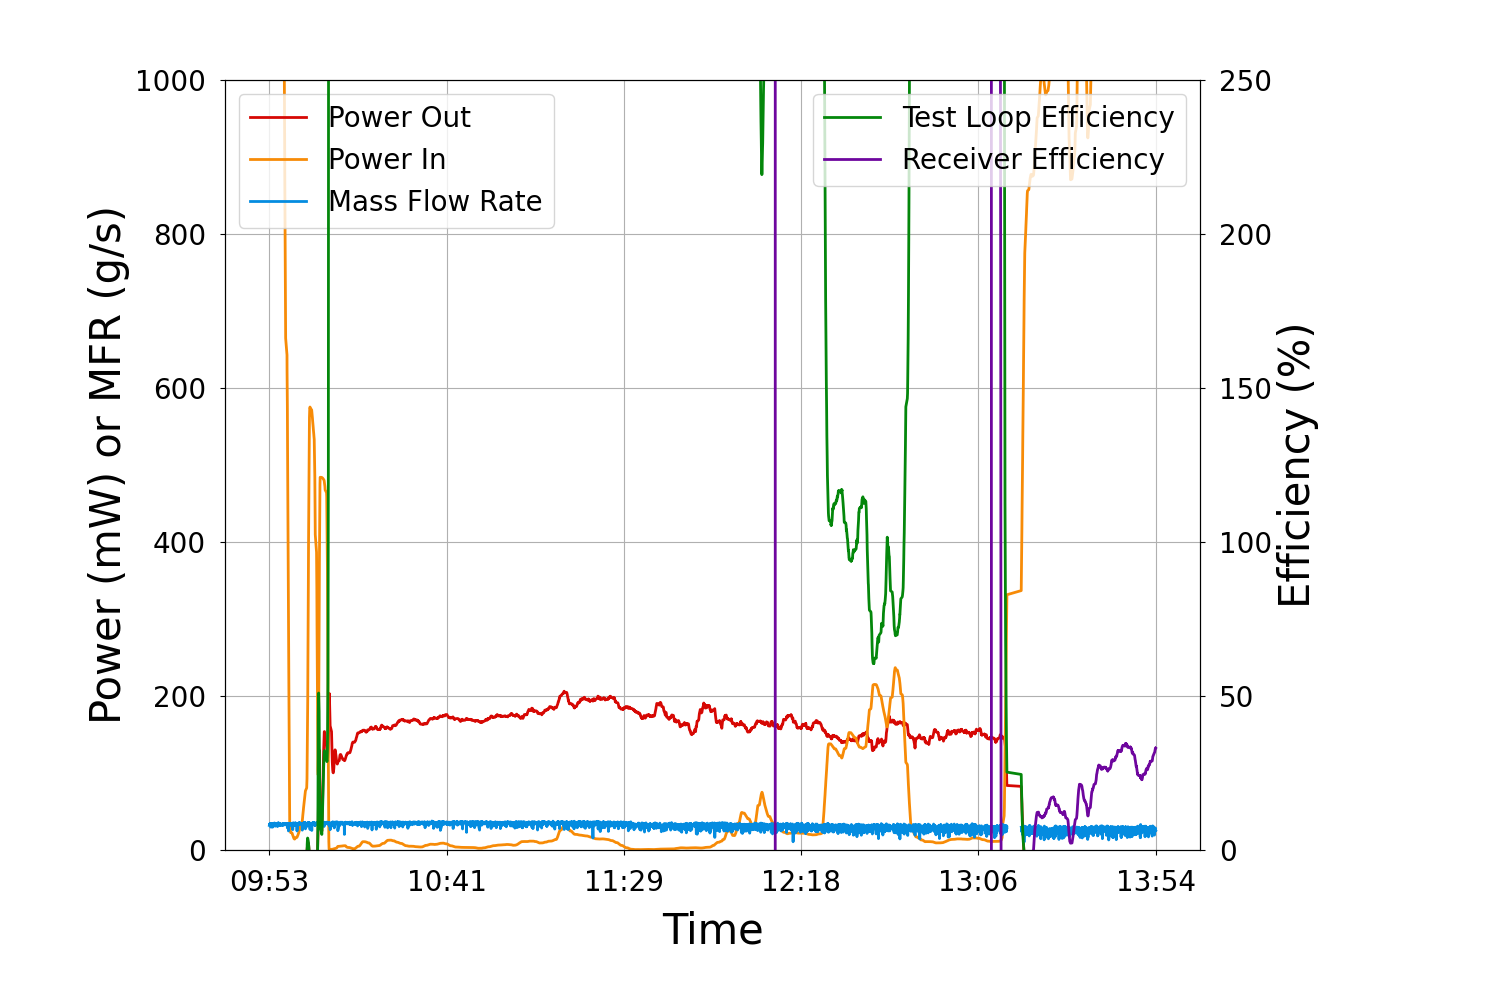 1000
800
600
400
200
0
Power (mW) or MFR (g/s)
Power Out
Power In
Mass Flow Rate
Test Loop Efficiency
Receiver Efficiency
250
200
150
100
50
0
Efficiency (%)
09:53 10:41 11:29 12:18 13:06 13:54
Time